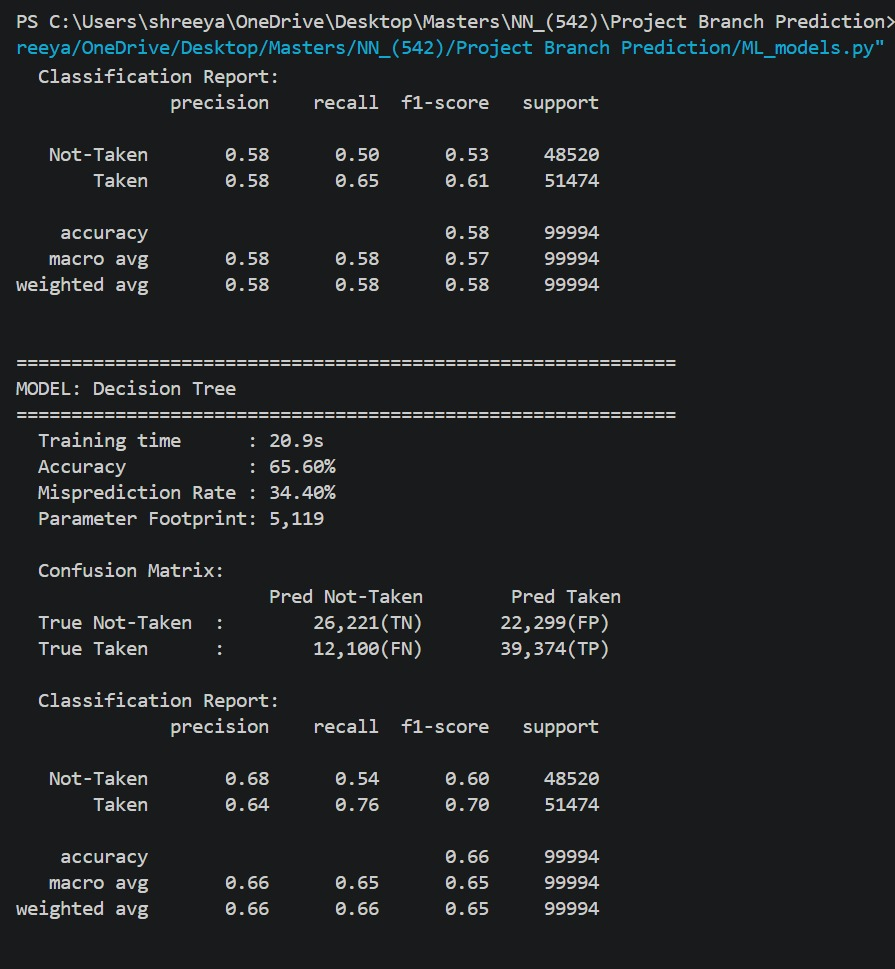 PS C:\Users\shreeya\OneDrive\Desktop\Masters\NN_(542)\Project Branch Prediction>
reeya/OneDrive/Desktop/Masters/NN_(542)/Project Branch Prediction/ML_models.py"
  Classification Report:
              precision    recall  f1-score   support

   Not-Taken       0.58      0.50      0.53     48520
       Taken       0.58      0.65      0.61     51474

    accuracy                           0.58     99994
   macro avg       0.58      0.58      0.57     99994
weighted avg       0.58      0.58      0.58     99994

============================================================
MODEL: Decision Tree
============================================================
  Training time      : 20.9s
  Accuracy           : 65.60%
  Misprediction Rate : 34.40%
  Parameter Footprint: 5,119

  Confusion Matrix:
                       Pred Not-Taken        Pred Taken
  True Not-Taken  :        26,221(TN)       22,299(FP)
  True Taken      :        12,100(FN)       39,374(TP)

  Classification Report:
              precision    recall  f1-score   support

   Not-Taken       0.68      0.54      0.60     48520
       Taken       0.64      0.76      0.70     51474

    accuracy                           0.66     99994
   macro avg       0.66      0.65      0.65     99994
weighted avg       0.66      0.66      0.65     99994